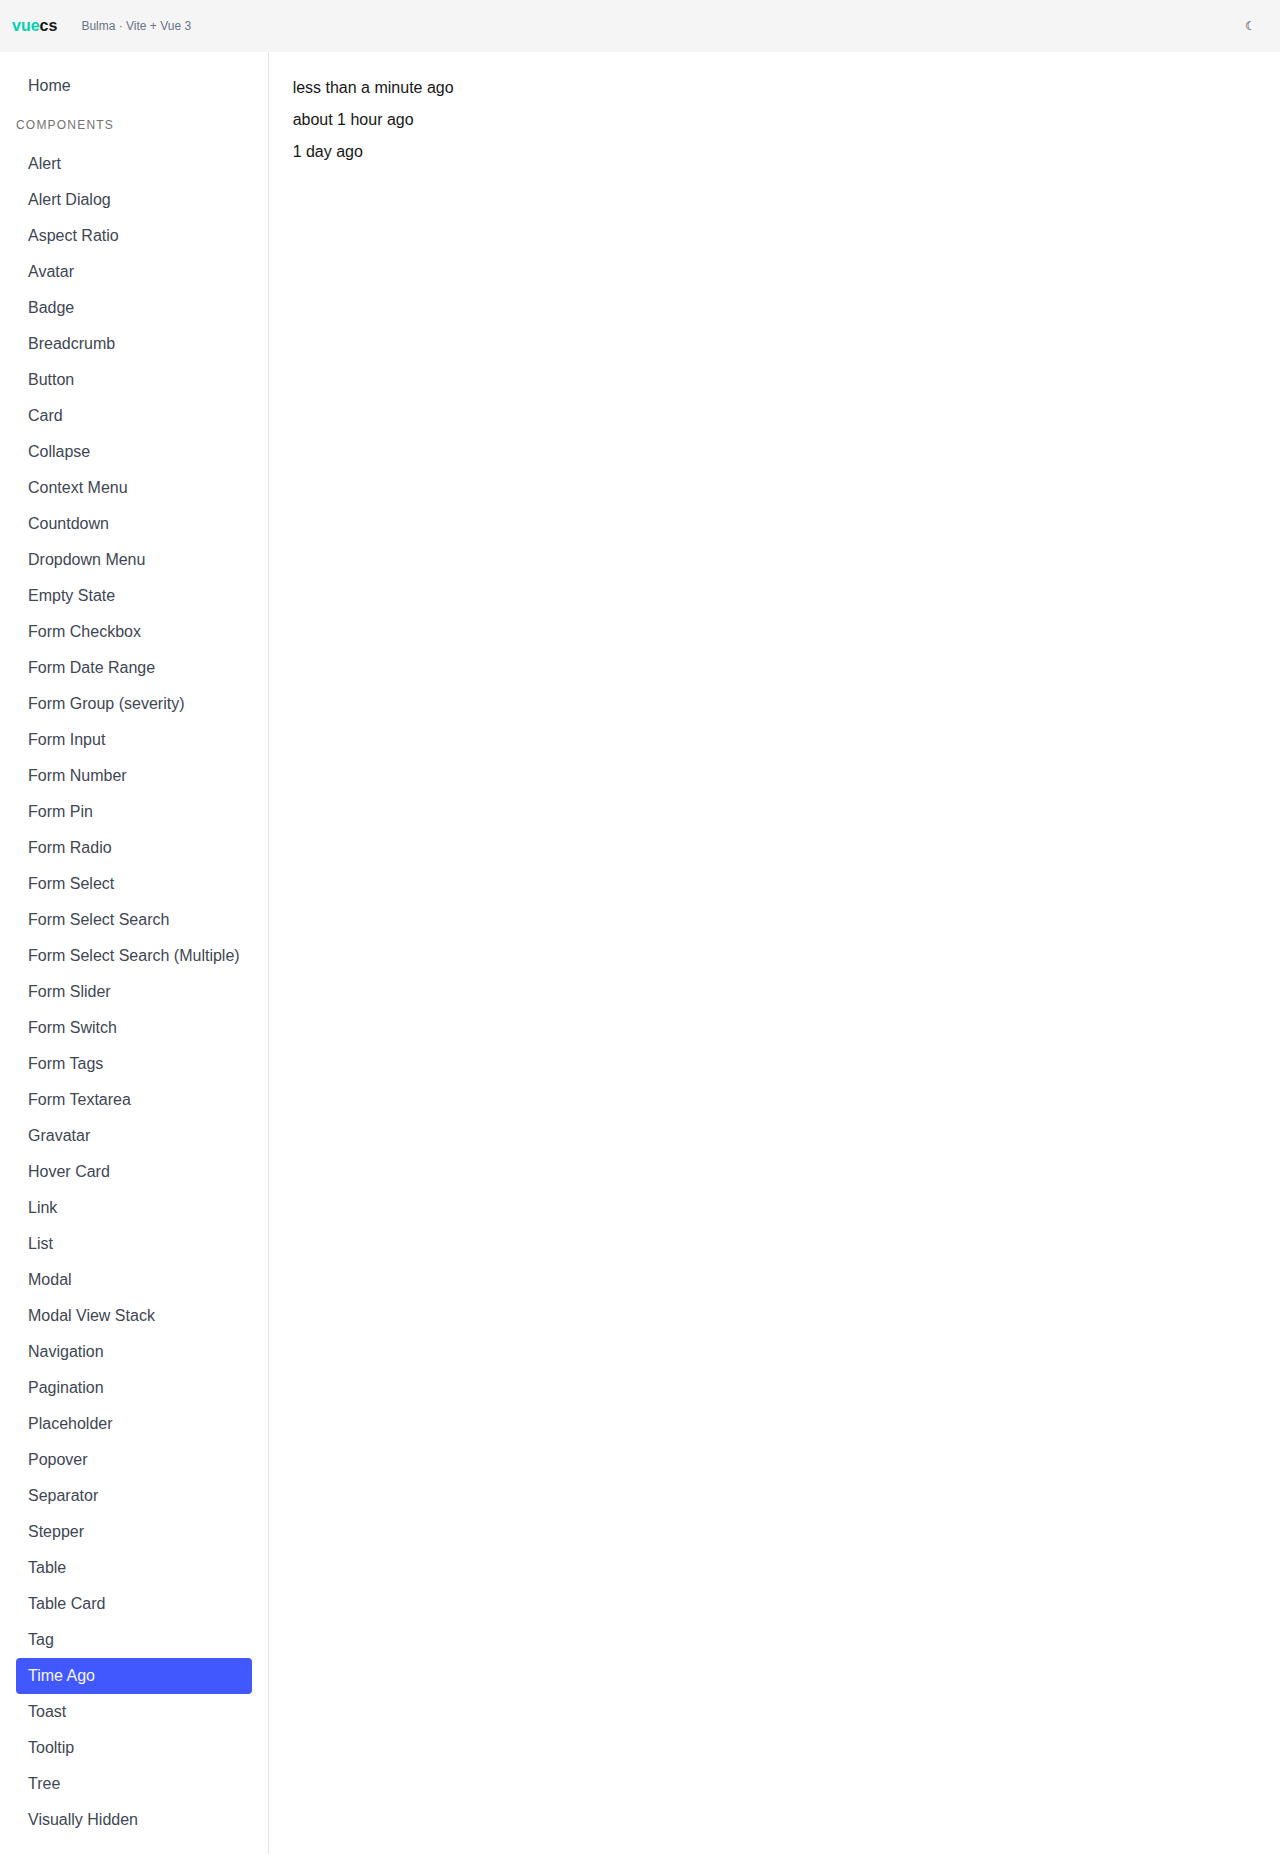 vuecs Bulma · Vite + Vue 3 ☾
Home
COMPONENTS
Alert
Alert Dialog
Aspect Ratio
Avatar
Badge
Breadcrumb
Button
Card
Collapse
Context Menu
Countdown
Dropdown Menu
Empty State
Form Checkbox
Form Date Range
Form Group (severity)
Form Input
Form Number
Form Pin
Form Radio
Form Select
Form Select Search
Form Select Search (Multiple)
Form Slider
Form Switch
Form Tags
Form Textarea
Gravatar
Hover Card
Link
List
Modal
Modal View Stack
Navigation
Pagination
Placeholder
Popover
Separator
Stepper
Table
Table Card
Tag
Time Ago
Toast
Tooltip
Tree
Visually Hidden
less than a minute ago
about 1 hour ago
1 day ago